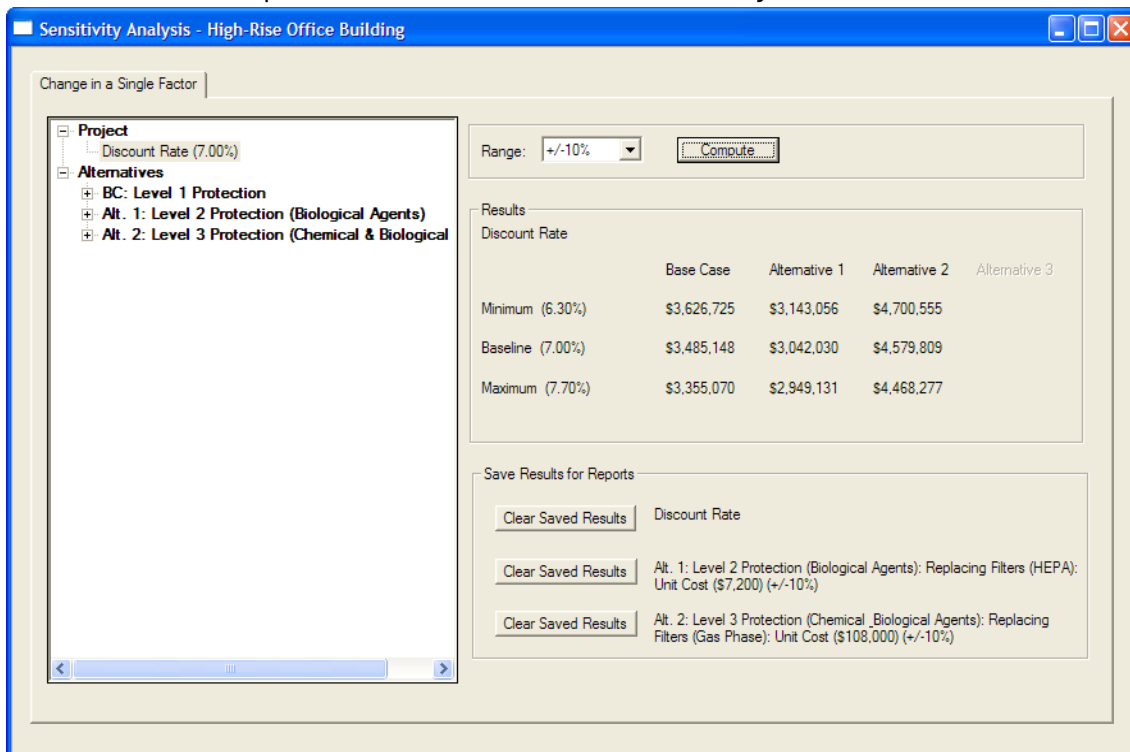 Sensitivity Analysis - High-Rise Office Building
Change in a Single Factor
Project
Discount Rate (7.00%)
Alternatives
BC: Level 1 Protection
Alt. 1: Level 2 Protection (Biological Agents)
Alt. 2: Level 3 Protection (Chemical & Biological
Range: +/-10% Compute
Results
Discount Rate
Base Case Alternative 1 Alternative 2 Alternative 3
Minimum (6.30%) $3,626,725 $3,143,056 $4,700,555
Baseline (7.00%) $3,485,148 $3,042,030 $4,579,809
Maximum (7.70%) $3,355,070 $2,949,131 $4,468,277
Save Results for Reports
Clear Saved Results Discount Rate
Clear Saved Results Alt. 1: Level 2 Protection (Biological Agents): Replacing Filters (HEPA):
Unit Cost ($7,200) (+/-10%)
Clear Saved Results Alt. 2: Level 3 Protection (Chemical _Biological Agents): Replacing
Filters (Gas Phase): Unit Cost ($108,000) (+/-10%)